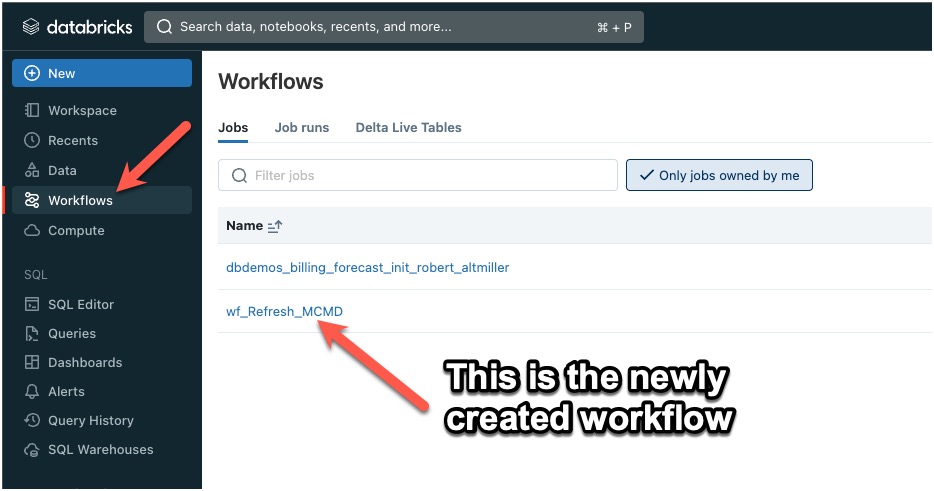 databricks
Search data, notebooks, recents, and more...
⌘ + P
New
Workspace
Recents
Data
Workflows
Compute
SQL
SQL Editor
Queries
Dashboards
Alerts
Query History
SQL Warehouses
Workflows
Jobs Job runs Delta Live Tables
Filter jobs
Only jobs owned by me
Name
dbdemos_billing_forecast_init_robert_altmiller
wf_Refresh_MCMD
This is the newly
created workflow